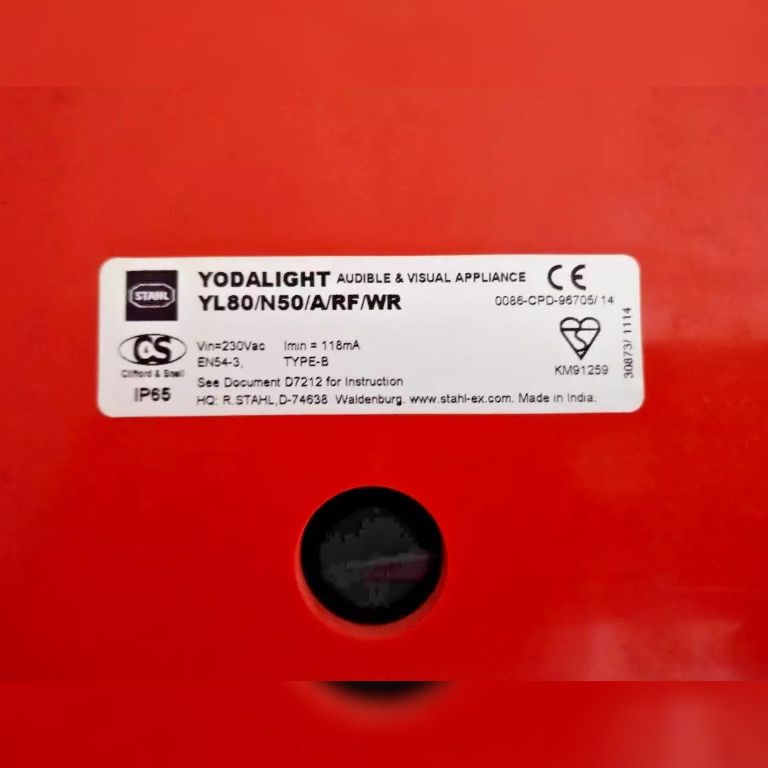 STAHL
YODALIGHT AUDIBLE & VISUAL APPLIANCE CE
YL80/N50/A/RF/WR
0086-CPD-96705/14
CS
Clifford & Snell
IP65
Vin=230Vac Imin = 118mA
EN54-3, TYPE-B
See Document D7212 for Instruction
HQ: R.STAHL,D-74638 Waldenburg. www.stahl-ex.com. Made in India.
KM91259
30873/ 1114